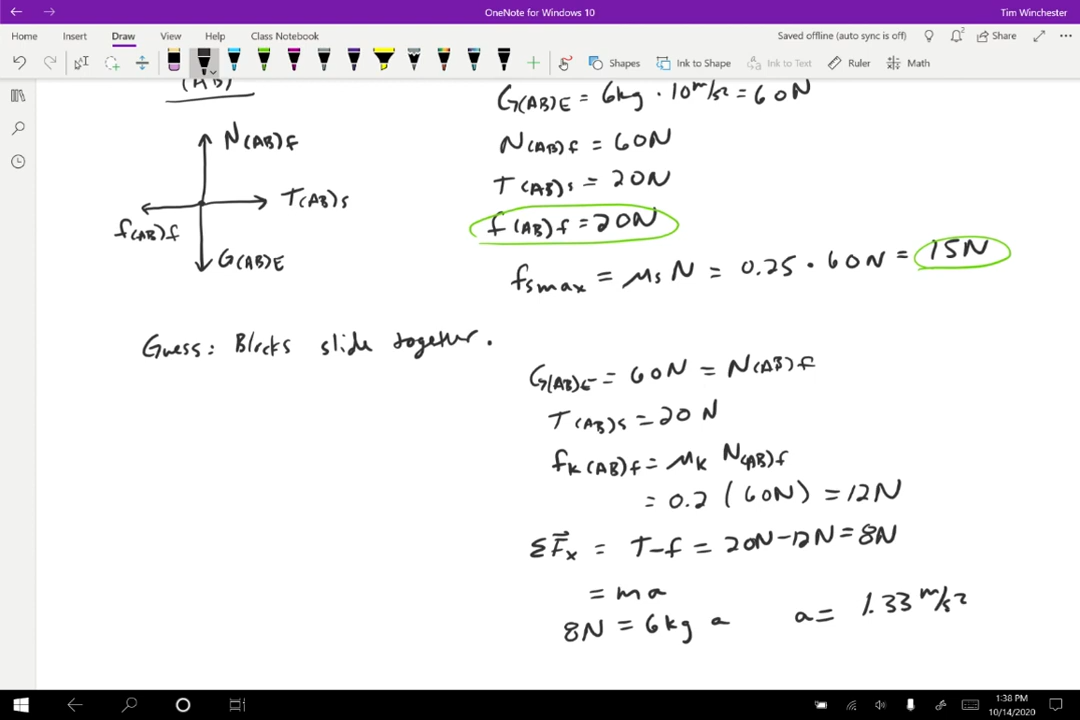 OneNote for Windows 10
Tim Winchester
Home Insert Draw View Help Class Notebook
Saved offline (auto sync is off) Share
Shapes Ink to Shape Ink to Text Ruler Math
(AB)
G(AB)E = 6kg · 10 m/s2 = 60N
N(AB)f
N(AB)f = 60N
T(AB)s
T(AB)s = 20N
f(AB)f
f(AB)f = 20N
G(AB)E
fsmax = μs N = 0.25 · 60N = 15N
Guess: Blocks slide together.
G(AB)E = 60N = N(AB)f
T(AB)s = 20N
fk(AB)f = μk N(AB)f
= 0.2 (60N) = 12N
ΣF⃗x = T-f = 20N-12N = 8N
= ma
8N = 6kg a a = 1.33 m/s2
1:38 PM
10/14/2020